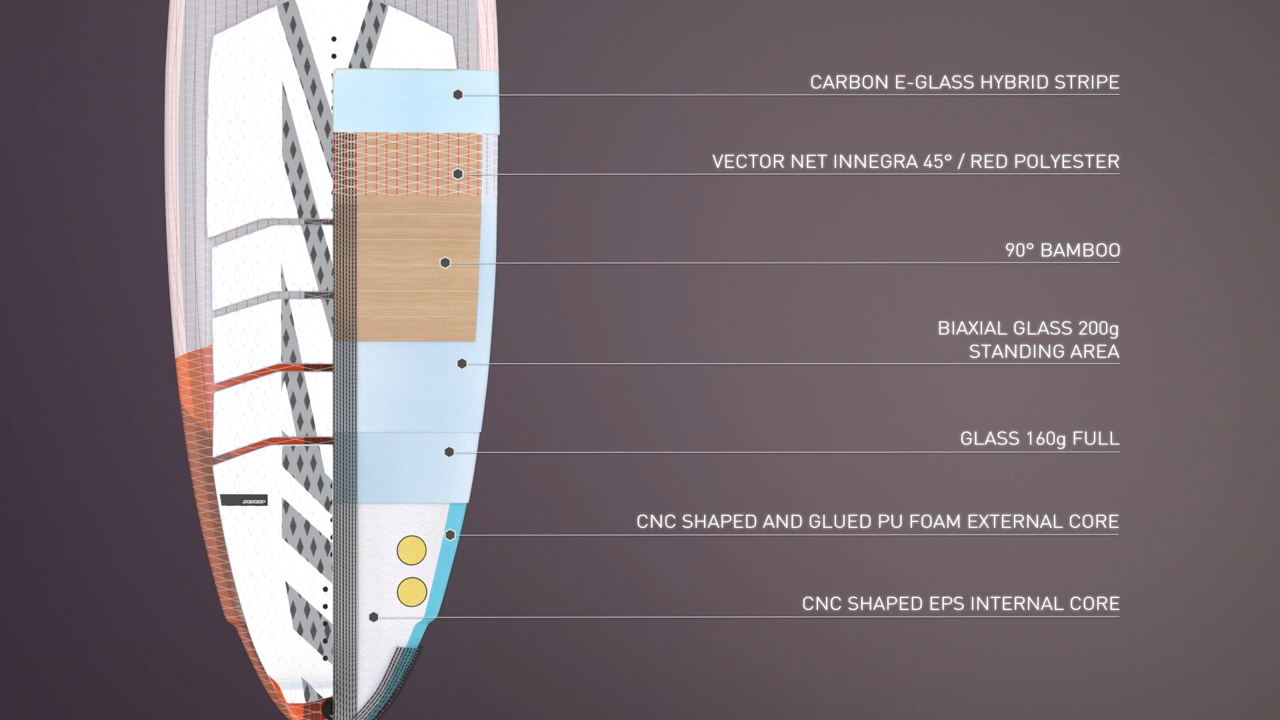 CARBON E-GLASS HYBRID STRIPE
VECTOR NET INNEGRA 45° / RED POLYESTER
90° BAMBOO
BIAXIAL GLASS 200g
STANDING AREA
GLASS 160g FULL
CNC SHAPED AND GLUED PU FOAM EXTERNAL CORE
CNC SHAPED EPS INTERNAL CORE